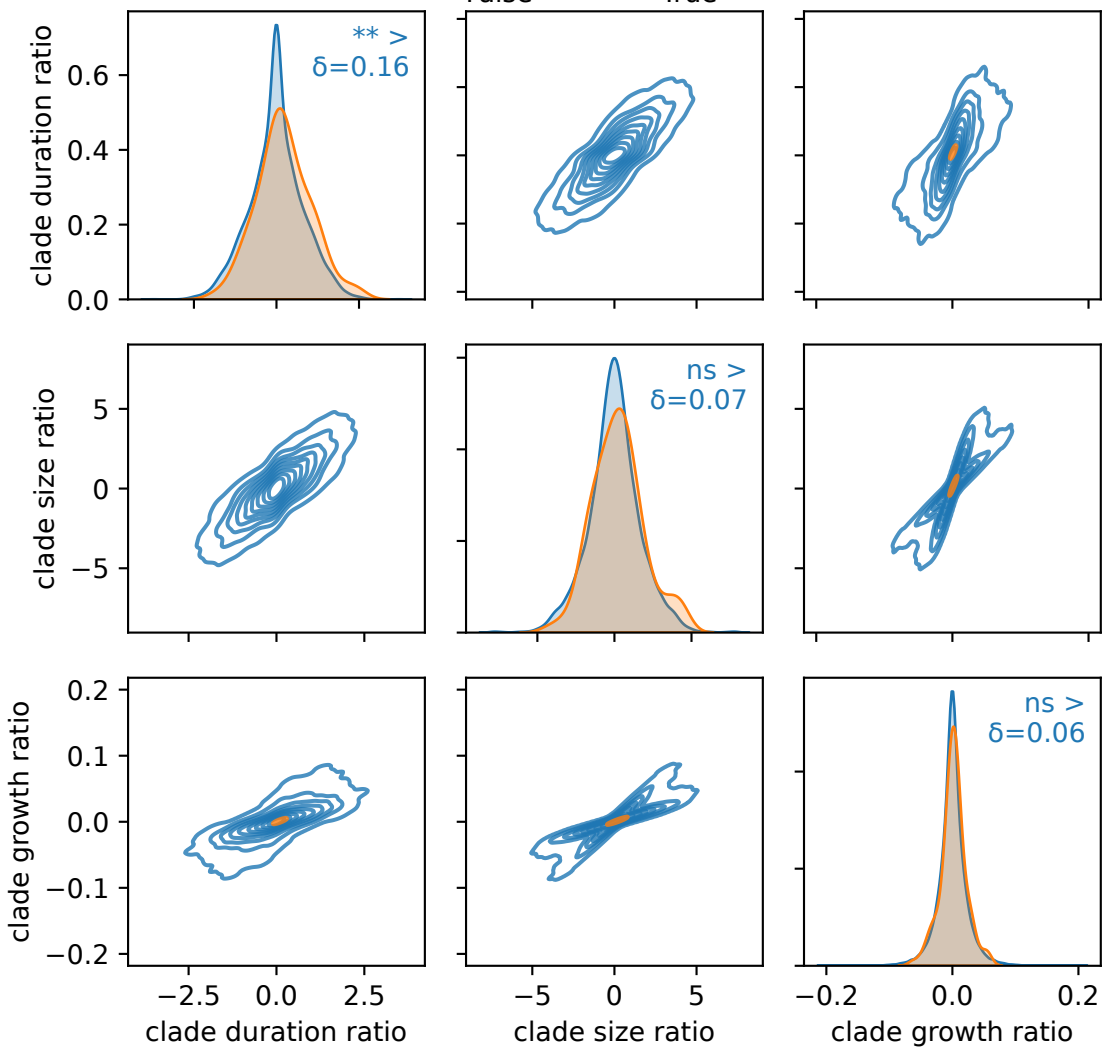 False True
** >
δ=0.16
clade duration ratio
0.6
0.4
0.2
0.0
ns >
δ=0.07
clade size ratio
5
0
−5
ns >
δ=0.06
clade growth ratio
0.2
0.1
0.0
−0.1
−0.2
−2.5 0.0 2.5 −5 0 5 −0.2 0.0 0.2
clade duration ratio clade size ratio clade growth ratio